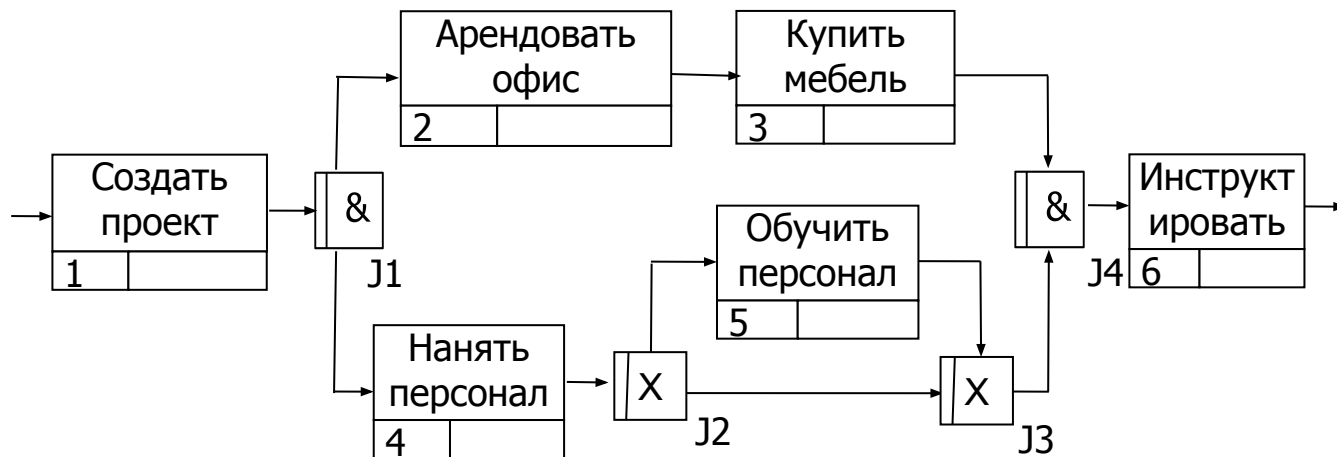 Создать
проект
1
&
J1
Арендовать
офис
2
Купить
мебель
3
Нанять
персонал
4
X
J2
Обучить
персонал
5
X
J3
&
J4
Инструкт
ировать
6